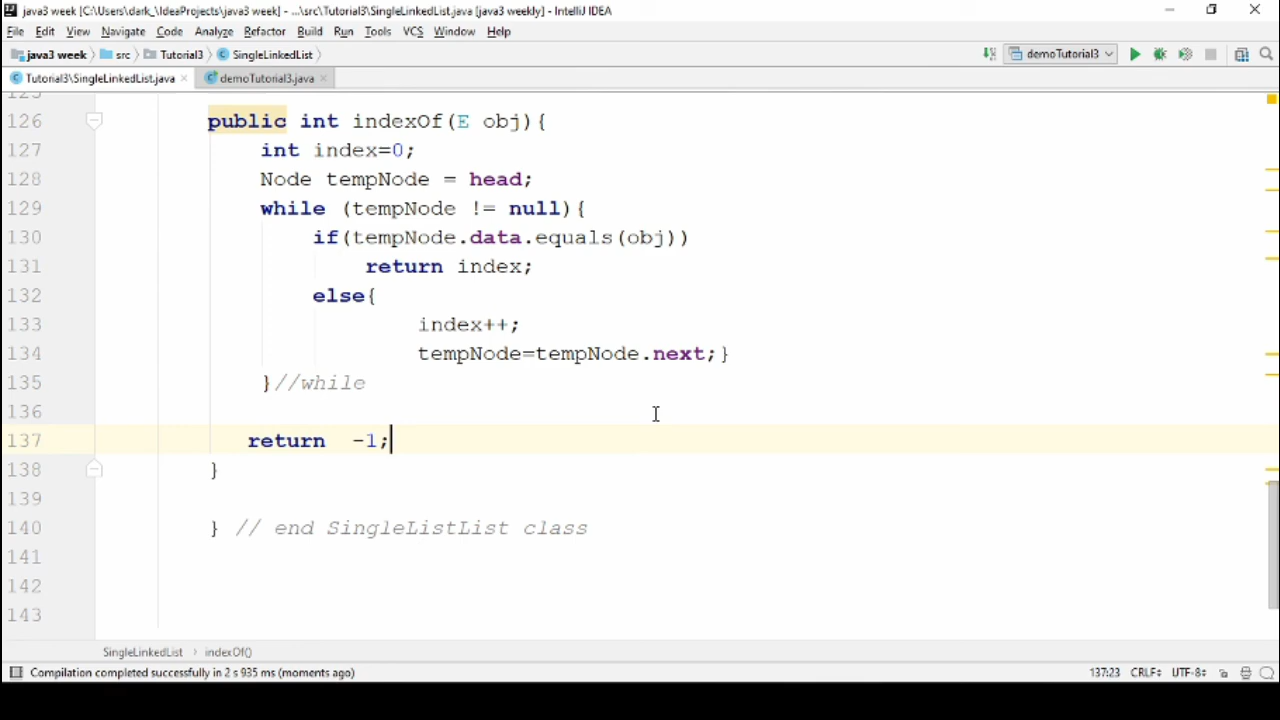 java3 week [C:\Users\dark_\IdeaProjects\java3 week] - ...\src\Tutorial3\SingleLinkedList.java [java3 weekly] - IntelliJ IDEA
File Edit View Navigate Code Analyze Refactor Build Run Tools VCS Window Help
java3 week src Tutorial3 SingleLinkedList demoTutorial3
Tutorial3\SingleLinkedList.java demoTutorial3.java
125
126 public int indexOf(E obj){
127 int index=0;
128 Node tempNode = head;
129 while (tempNode != null){
130 if(tempNode.data.equals(obj))
131 return index;
132 else{
133 index++;
134 tempNode=tempNode.next;}
135 }//while
136
137 return  -1;
138 }
139
140 } // end SingleListList class
141
142
143
SingleLinkedList › indexOf()
Compilation completed successfully in 2 s 935 ms (moments ago) 137:23 CRLF÷ UTF-8÷